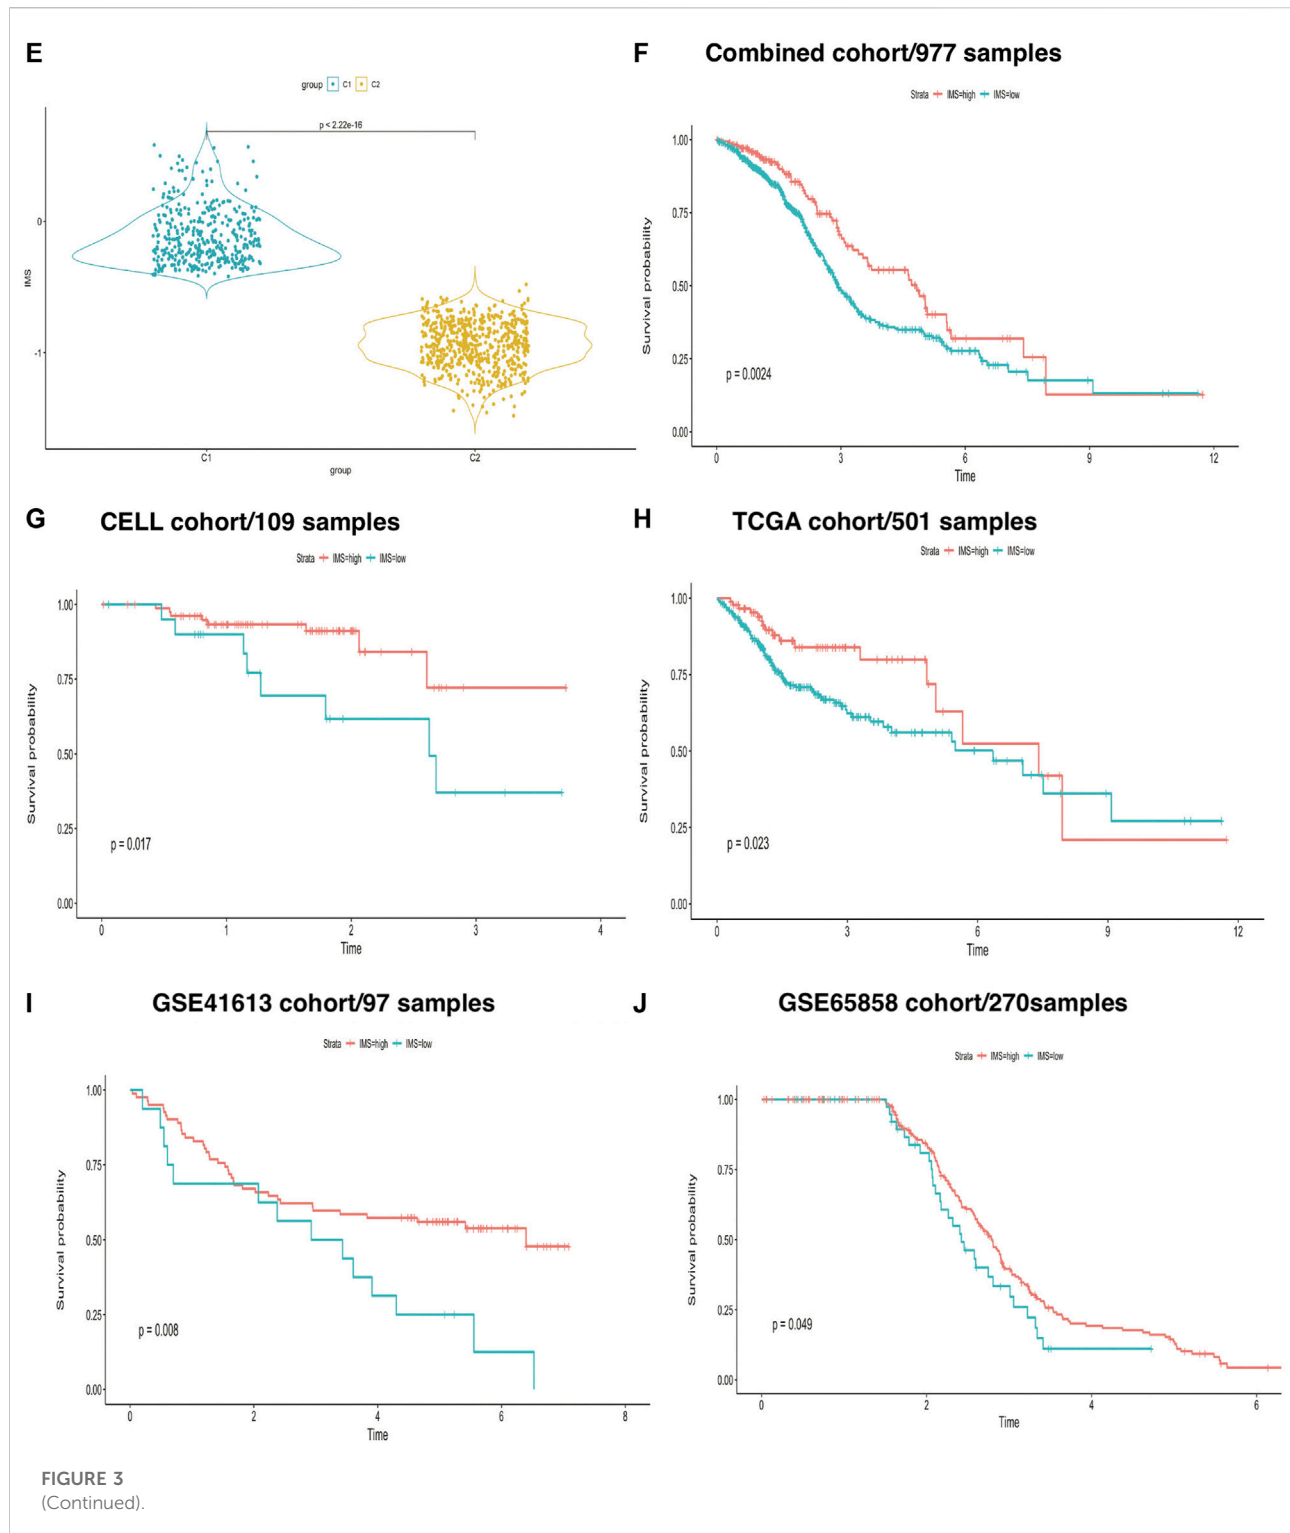 E
group C1 C2
p < 2.22e-16
0
-1
IMS
C1 C2
group
F Combined cohort/977 samples
Strata IMS=high IMS=low
1.00
0.75
0.50
0.25
0.00
Survival probability
p = 0.0024
0 3 6 9 12
Time
G CELL cohort/109 samples
Strata IMS=high IMS=low
1.00
0.75
0.50
0.25
0.00
Survival probability
p = 0.017
0 1 2 3 4
Time
H TCGA cohort/501 samples
Strata IMS=high IMS=low
1.00
0.75
0.50
0.25
0.00
Survival probability
p = 0.023
0 3 6 9 12
Time
I GSE41613 cohort/97 samples
Strata IMS=high IMS=low
1.00
0.75
0.50
0.25
0.00
Survival probability
p = 0.008
0 2 4 6 8
Time
J GSE65858 cohort/270samples
Strata IMS=high IMS=low
1.00
0.75
0.50
0.25
0.00
Survival probability
p = 0.049
0 2 4 6
Time
FIGURE 3
(Continued).